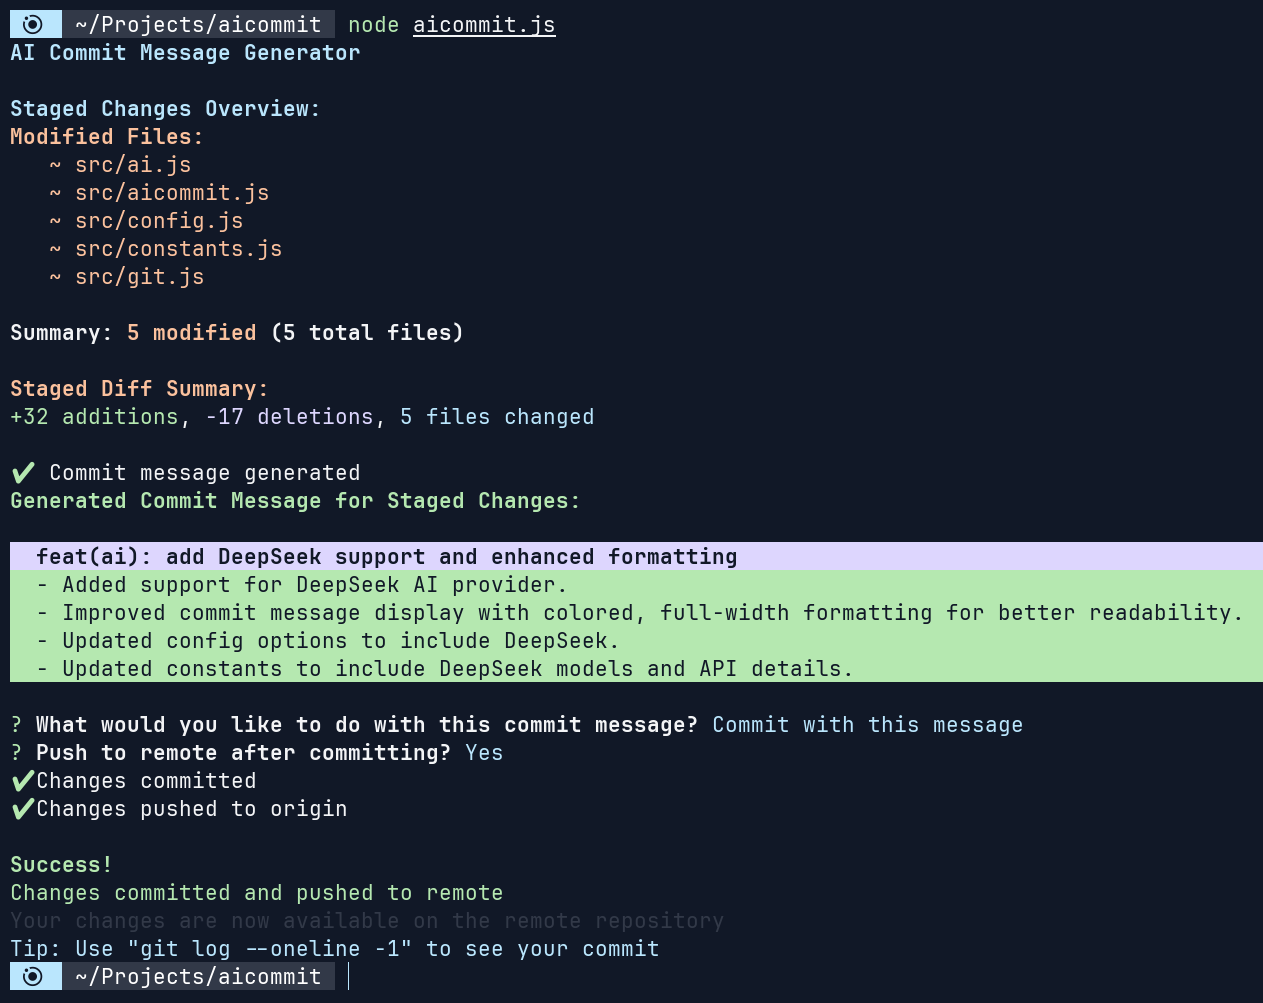 ~/Projects/aicommit node aicommit.js
AI Commit Message Generator
Staged Changes Overview:
Modified Files:
~ src/ai.js
~ src/aicommit.js
~ src/config.js
~ src/constants.js
~ src/git.js
Summary: 5 modified (5 total files)
Staged Diff Summary:
+32 additions, -17 deletions, 5 files changed
✔ Commit message generated
Generated Commit Message for Staged Changes:
feat(ai): add DeepSeek support and enhanced formatting
- Added support for DeepSeek AI provider.
- Improved commit message display with colored, full-width formatting for better readability.
- Updated config options to include DeepSeek.
- Updated constants to include DeepSeek models and API details.
? What would you like to do with this commit message? Commit with this message
? Push to remote after committing? Yes
✔Changes committed
✔Changes pushed to origin
Success!
Changes committed and pushed to remote
Your changes are now available on the remote repository
Tip: Use "git log --oneline -1" to see your commit
~/Projects/aicommit